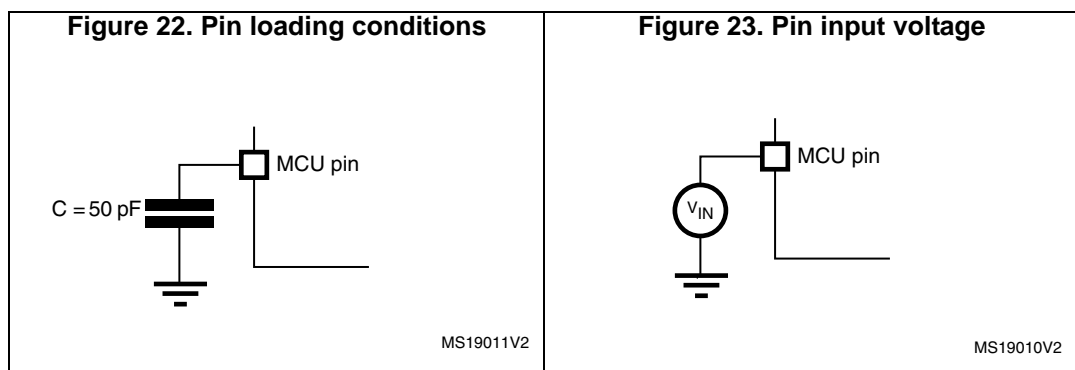 Figure 22. Pin loading conditions
MCU pin
C = 50 pF
MS19011V2
Figure 23. Pin input voltage
MCU pin
VIN
MS19010V2